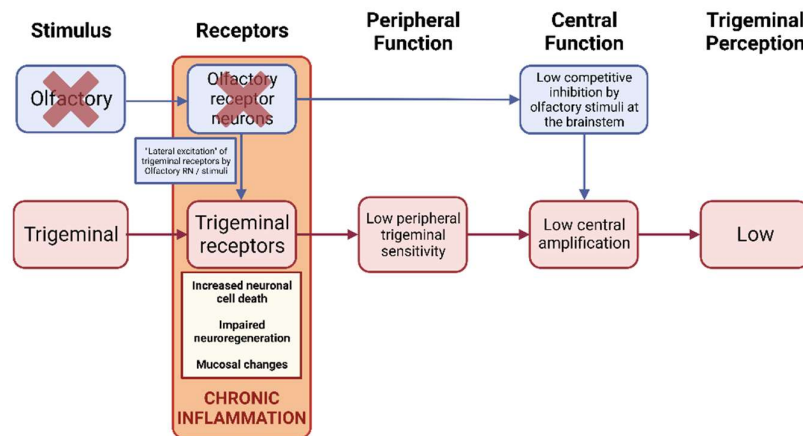 Stimulus
Receptors
Peripheral
Function
Central
Function
Trigeminal
Perception
Olfactory
Olfactory
receptor
neurons
Low competitive
inhibition by
olfactory stimuli at
the brainstem
"Lateral excitation" of
trigeminal receptors by
Olfactory RN / stimuli
Trigeminal
Trigeminal
receptors
Low peripheral
trigeminal
sensitivity
Low central
amplification
Low
Increased neuronal
cell death
Impaired
neuroregeneration
Mucosal changes
CHRONIC
INFLAMMATION